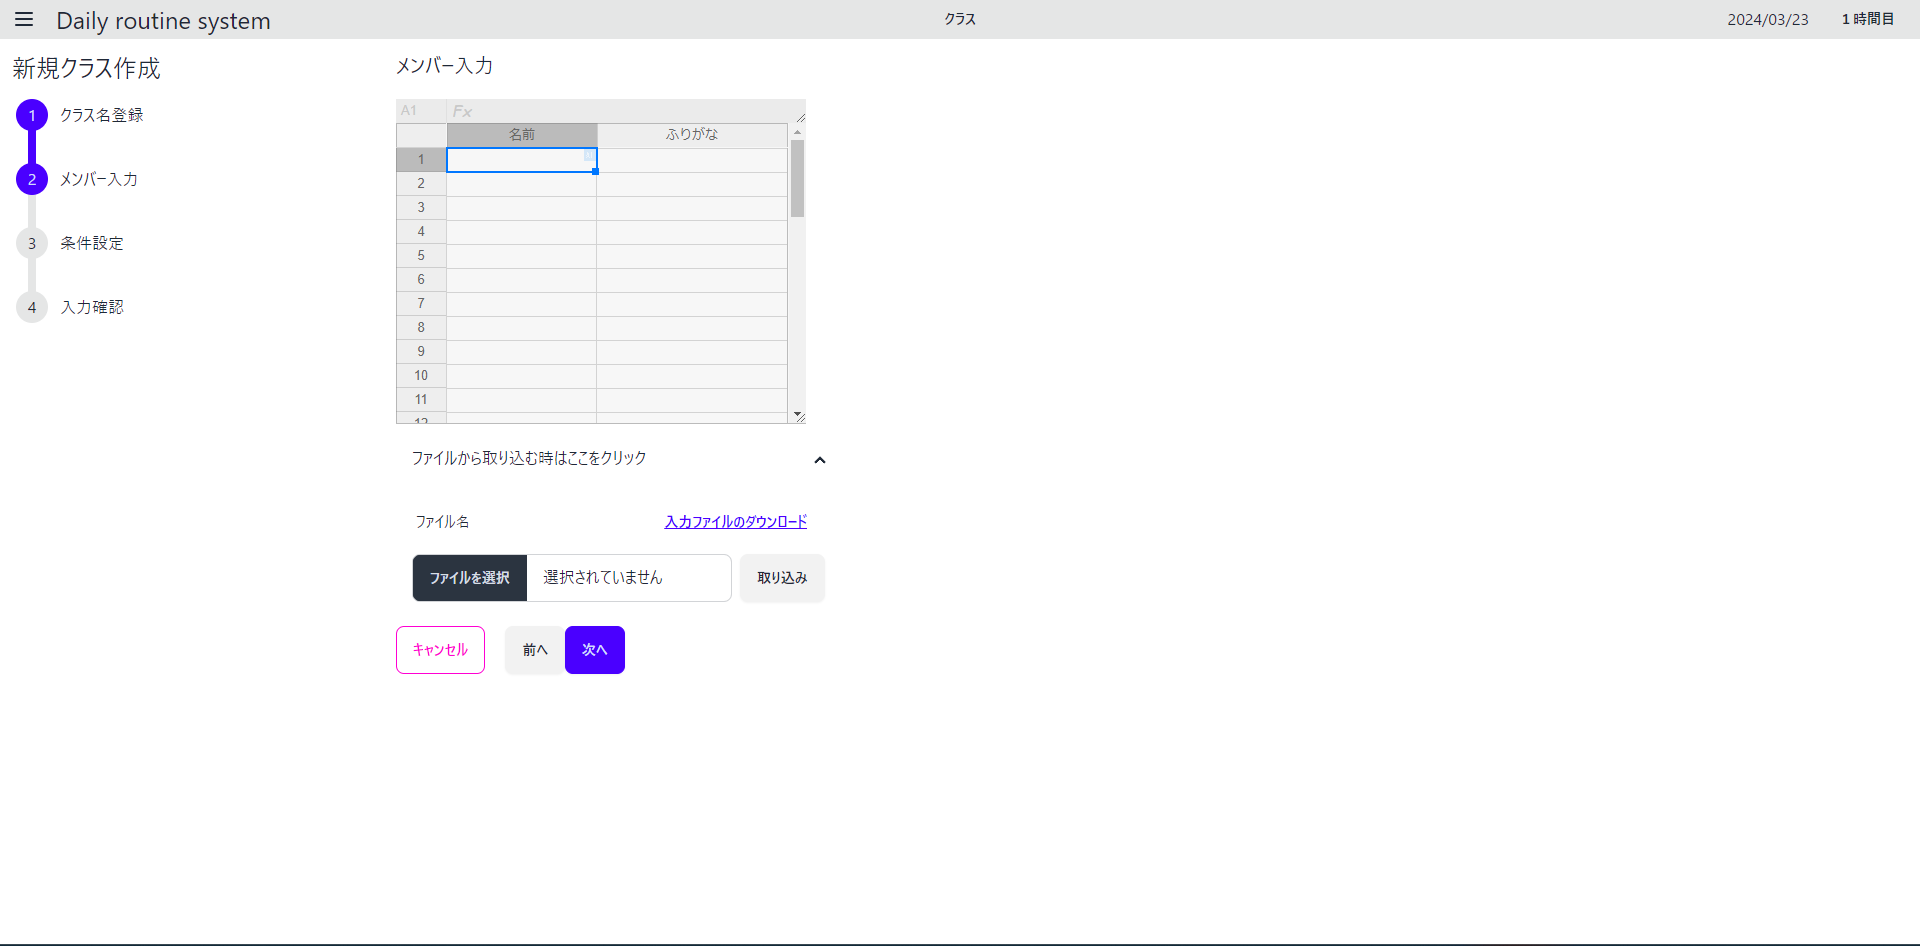 Daily routine system
クラス
2024/03/23
1 時間目
新規クラス作成
1 クラス名登録
2 メンバー入力
3 条件設定
4 入力確認
メンバー入力
A1 Fx
名前 ふりがな
1
2
3
4
5
6
7
8
9
10
11
12
ファイルから取り込む時はここをクリック
ファイル名 入力ファイルのダウンロード
ファイルを選択 選択されていません 取り込み
キャンセル 前へ 次へ